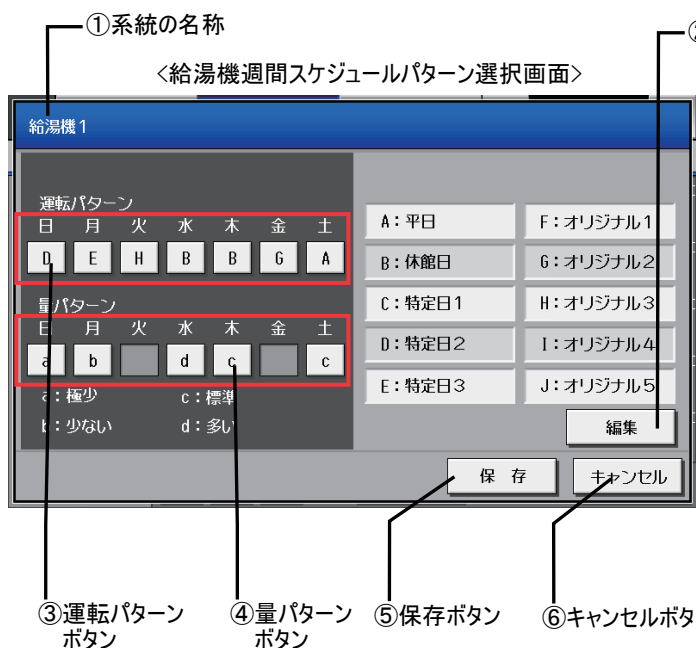 ①系統の名称
②
〈給湯機週間スケジュールパターン選択画面〉
給湯機1
運転パターン
日 月 火 水 木 金 土
D E H B B G A
量パターン
日 月 火 水 木 金 土
a b d c c
a：極少 c：標準
b：少ない d：多い
A：平日 F：オリジナル1
B：休館日 G：オリジナル2
C：特定日1 H：オリジナル3
D：特定日2 I：オリジナル4
E：特定日3 J：オリジナル5
編集
保 存 キャンセル
③運転パターン
ボタン
④量パターン
ボタン
⑤保存ボタン
⑥キャンセルボタ